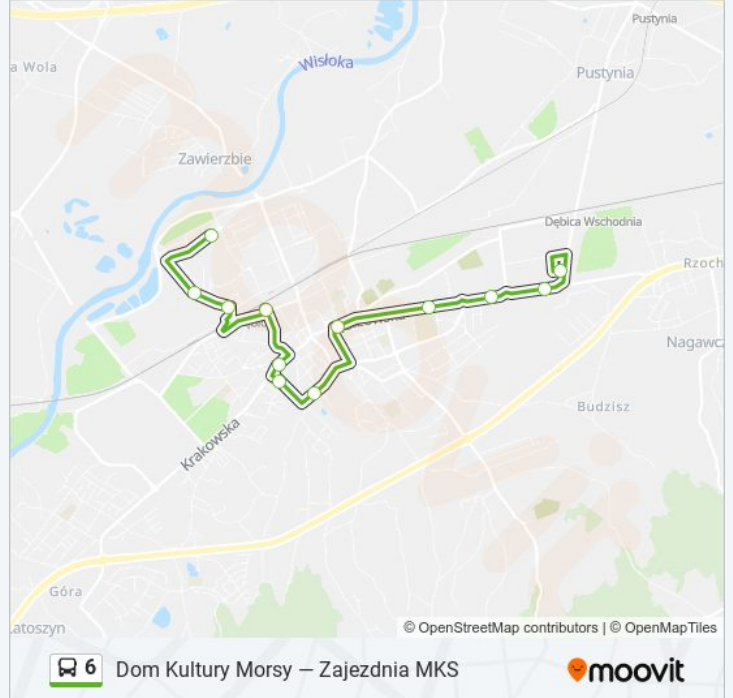 Pustynia
Wisłoka
a Wola
Pustynia
Zawierzbie
Dębica Wschodnia
Rzoch
Nagawcz
Budzisz
Krakowska
Góra
atoszyn
© OpenStreetMap contributors | © OpenMapTiles
6 Dom Kultury Morsy — Zajezdnia MKS
moovit